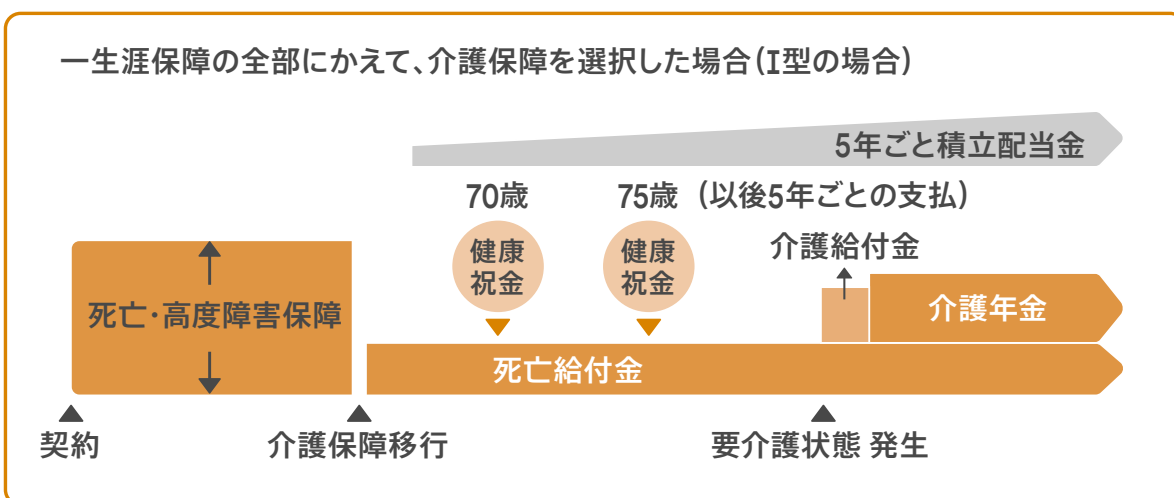 一生涯保障の全部にかえて、介護保障を選択した場合(I型の場合)
5年ごと積立配当金
70歳
75歳
(以後5年ごとの支払)
健康
祝金
健康
祝金
介護給付金
死亡・高度障害保障
介護年金
死亡給付金
契約
介護保障移行
要介護状態 発生